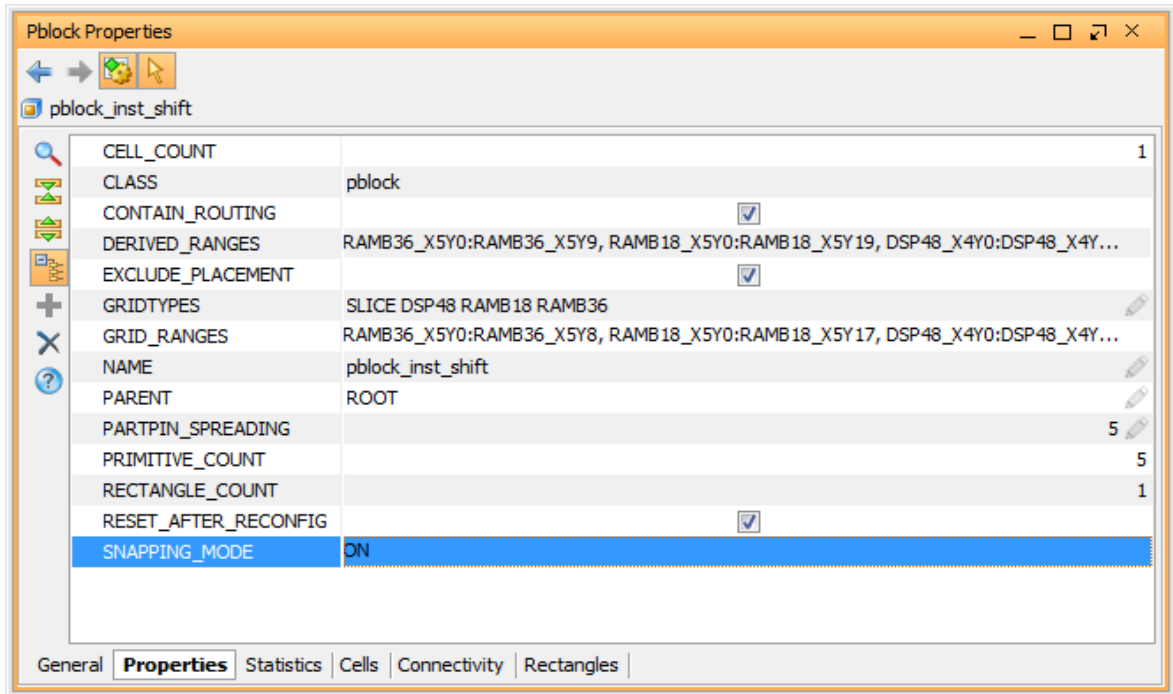 Pblock Properties
pblock_inst_shift
CELL_COUNT 1
CLASS pblock
CONTAIN_ROUTING
DERIVED_RANGES RAMB36_X5Y0:RAMB36_X5Y9, RAMB18_X5Y0:RAMB18_X5Y19, DSP48_X4Y0:DSP48_X4Y...
EXCLUDE_PLACEMENT
GRIDTYPES SLICE DSP48 RAMB18 RAMB36
GRID_RANGES RAMB36_X5Y0:RAMB36_X5Y8, RAMB18_X5Y0:RAMB18_X5Y17, DSP48_X4Y0:DSP48_X4Y...
NAME pblock_inst_shift
PARENT ROOT
PARTPIN_SPREADING 5
PRIMITIVE_COUNT 5
RECTANGLE_COUNT 1
RESET_AFTER_RECONFIG
SNAPPING_MODE ON
General Properties Statistics Cells Connectivity Rectangles